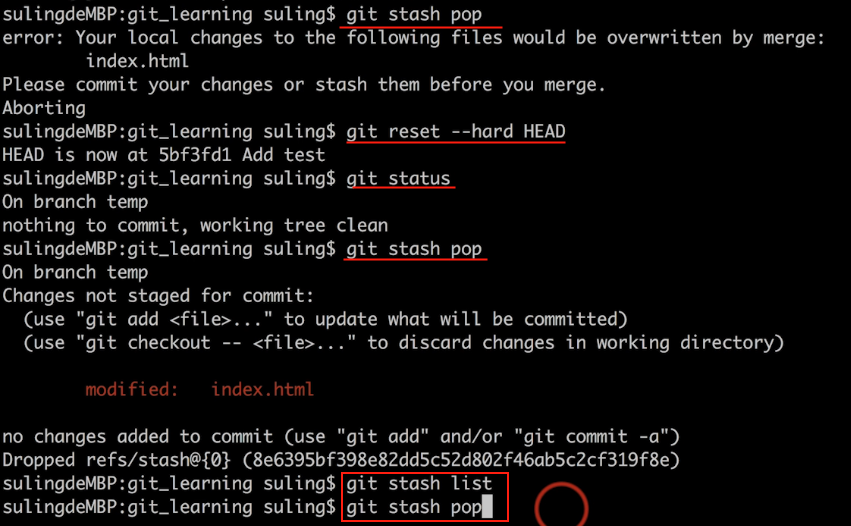 sulingdeMBP:git_learning suling$ git stash pop
error: Your local changes to the following files would be overwritten by merge:
index.html
Please commit your changes or stash them before you merge.
Aborting
sulingdeMBP:git_learning suling$ git reset --hard HEAD
HEAD is now at 5bf3fd1 Add test
sulingdeMBP:git_learning suling$ git status
On branch temp
nothing to commit, working tree clean
sulingdeMBP:git_learning suling$ git stash pop
On branch temp
Changes not staged for commit:
(use "git add <file>..." to update what will be committed)
(use "git checkout -- <file>..." to discard changes in working directory)
modified: index.html
no changes added to commit (use "git add" and/or "git commit -a")
Dropped refs/stash@{0} (8e6395bf398e82dd5c52d802f46ab5c2cf319f8e)
sulingdeMBP:git_learning suling$ git stash list
sulingdeMBP:git_learning suling$ git stash pop